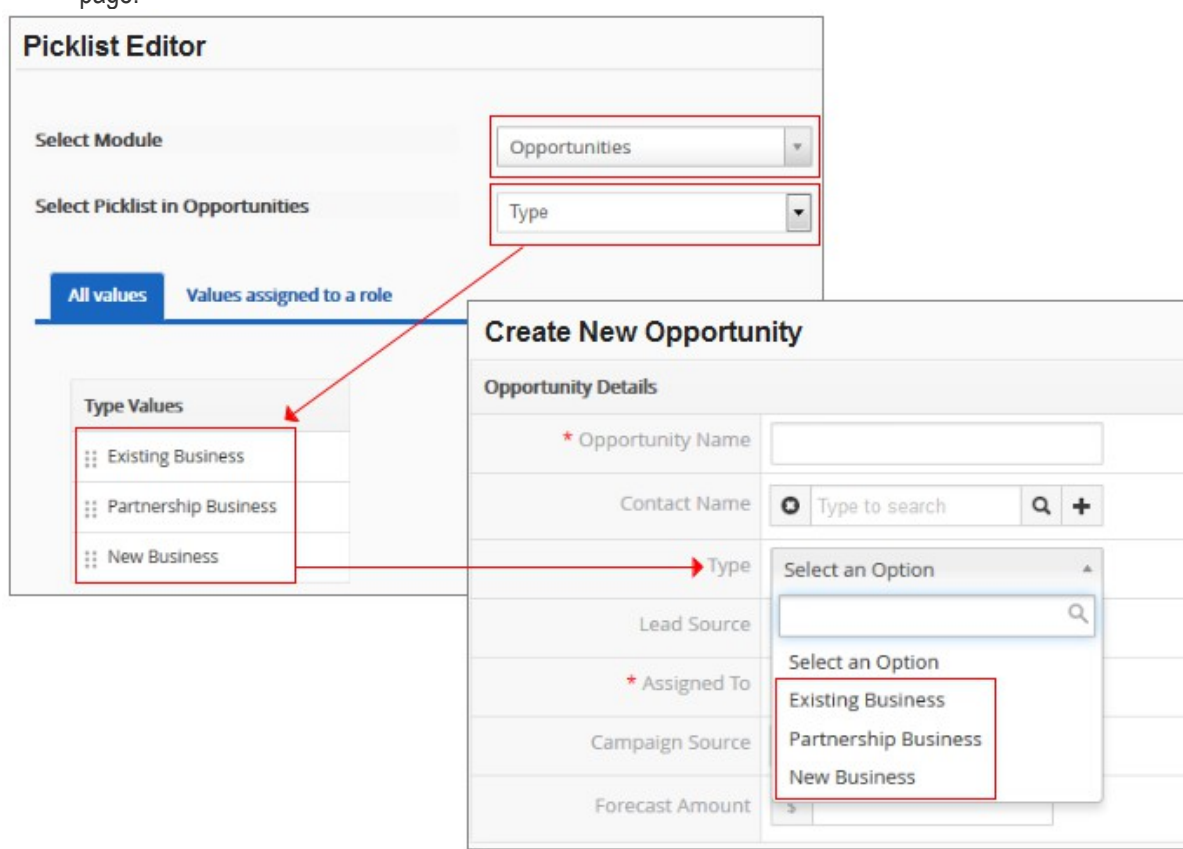 page.
Picklist Editor
Select Module
Opportunities
Select Picklist in Opportunities
Type
All values
Values assigned to a role
Type Values
Existing Business
Partnership Business
New Business
Create New Opportunity
Opportunity Details
* Opportunity Name
Contact Name
Type to search
Type
Select an Option
Select an Option
Existing Business
Partnership Business
New Business
Lead Source
* Assigned To
Campaign Source
Forecast Amount
$